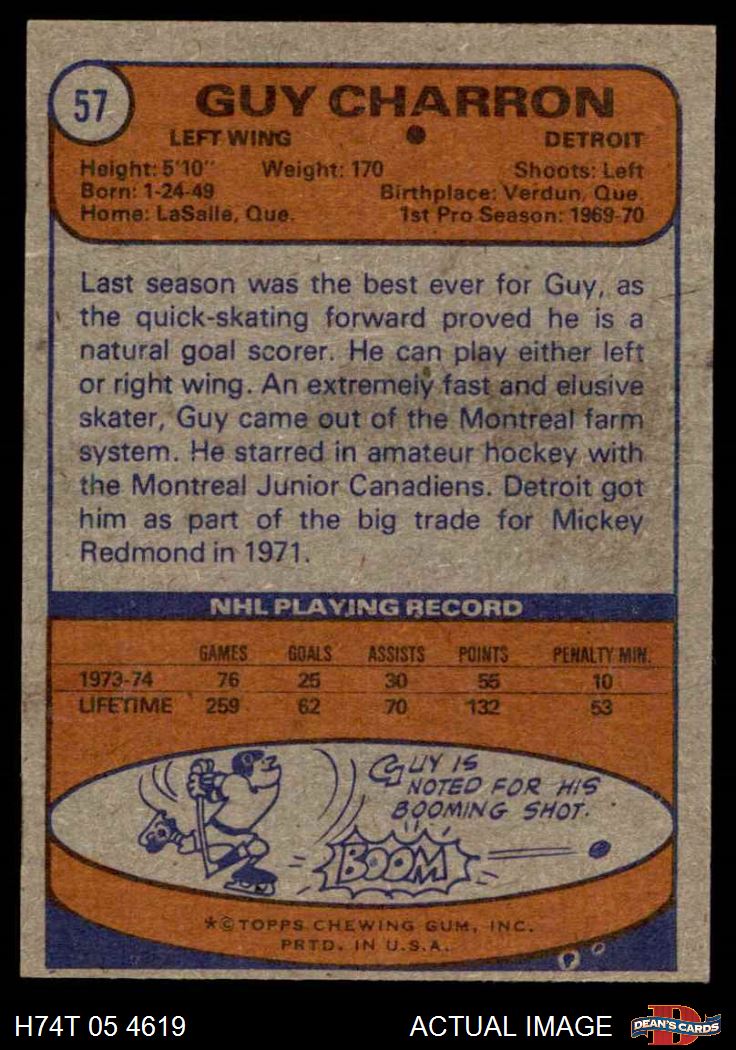 57
GUY CHARRON
LEFT WING DETROIT
Height: 5'10" Weight: 170 Shoots: Left
Born: 1-24-49 Birthplace: Verdun, Que.
Home: LaSalle, Que. 1st Pro Season: 1969-70
Last season was the best ever for Guy, as
the quick-skating forward proved he is a
natural goal scorer. He can play either left
or right wing. An extremely fast and elusive
skater, Guy came out of the Montreal farm
system. He starred in amateur hockey with
the Montreal Junior Canadiens. Detroit got
him as part of the big trade for Mickey
Redmond in 1971.
NHL PLAYING RECORD
GAMES GOALS ASSISTS POINTS PENALTY MIN.
1973-74 76 25 30 55 10
LIFETIME 259 62 70 132 53
GUY IS
NOTED FOR HIS
BOOMING SHOT.
BOOM
*©TOPPS CHEWING GUM, INC.
PRTD. IN U.S.A.
H74T 05 4619 ACTUAL IMAGE D DEAN'S CARDS